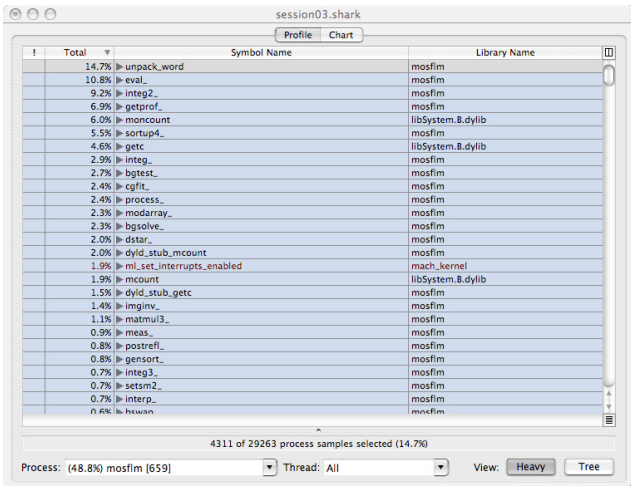 session03.shark
Profile Chart
! Total Symbol Name Library Name
14.7% unpack_word mosflm
10.8% eval_ mosflm
9.2% integ2_ mosflm
6.9% getprof_ mosflm
6.0% moncount libSystem.B.dylib
5.5% sortup4_ mosflm
4.6% getc libSystem.B.dylib
2.9% integ_ mosflm
2.7% bgtest_ mosflm
2.4% cgfit_ mosflm
2.4% process_ mosflm
2.3% modarray_ mosflm
2.3% bgsolve_ mosflm
2.0% dstar_ mosflm
2.0% dyld_stub_mcount mosflm
1.9% ml_set_interrupts_enabled mach_kernel
1.9% mcount libSystem.B.dylib
1.5% dyld_stub_getc mosflm
1.4% imginv_ mosflm
1.1% matmul3_ mosflm
0.9% meas_ mosflm
0.8% postrefl_ mosflm
0.8% gensort_ mosflm
0.7% integ3_ mosflm
0.7% setsm2_ mosflm
0.7% interp_ mosflm
0.6% bswap_ mosflm
4311 of 29263 process samples selected (14.7%)
Process: (48.8%) mosflm [659] Thread: All View: Heavy Tree